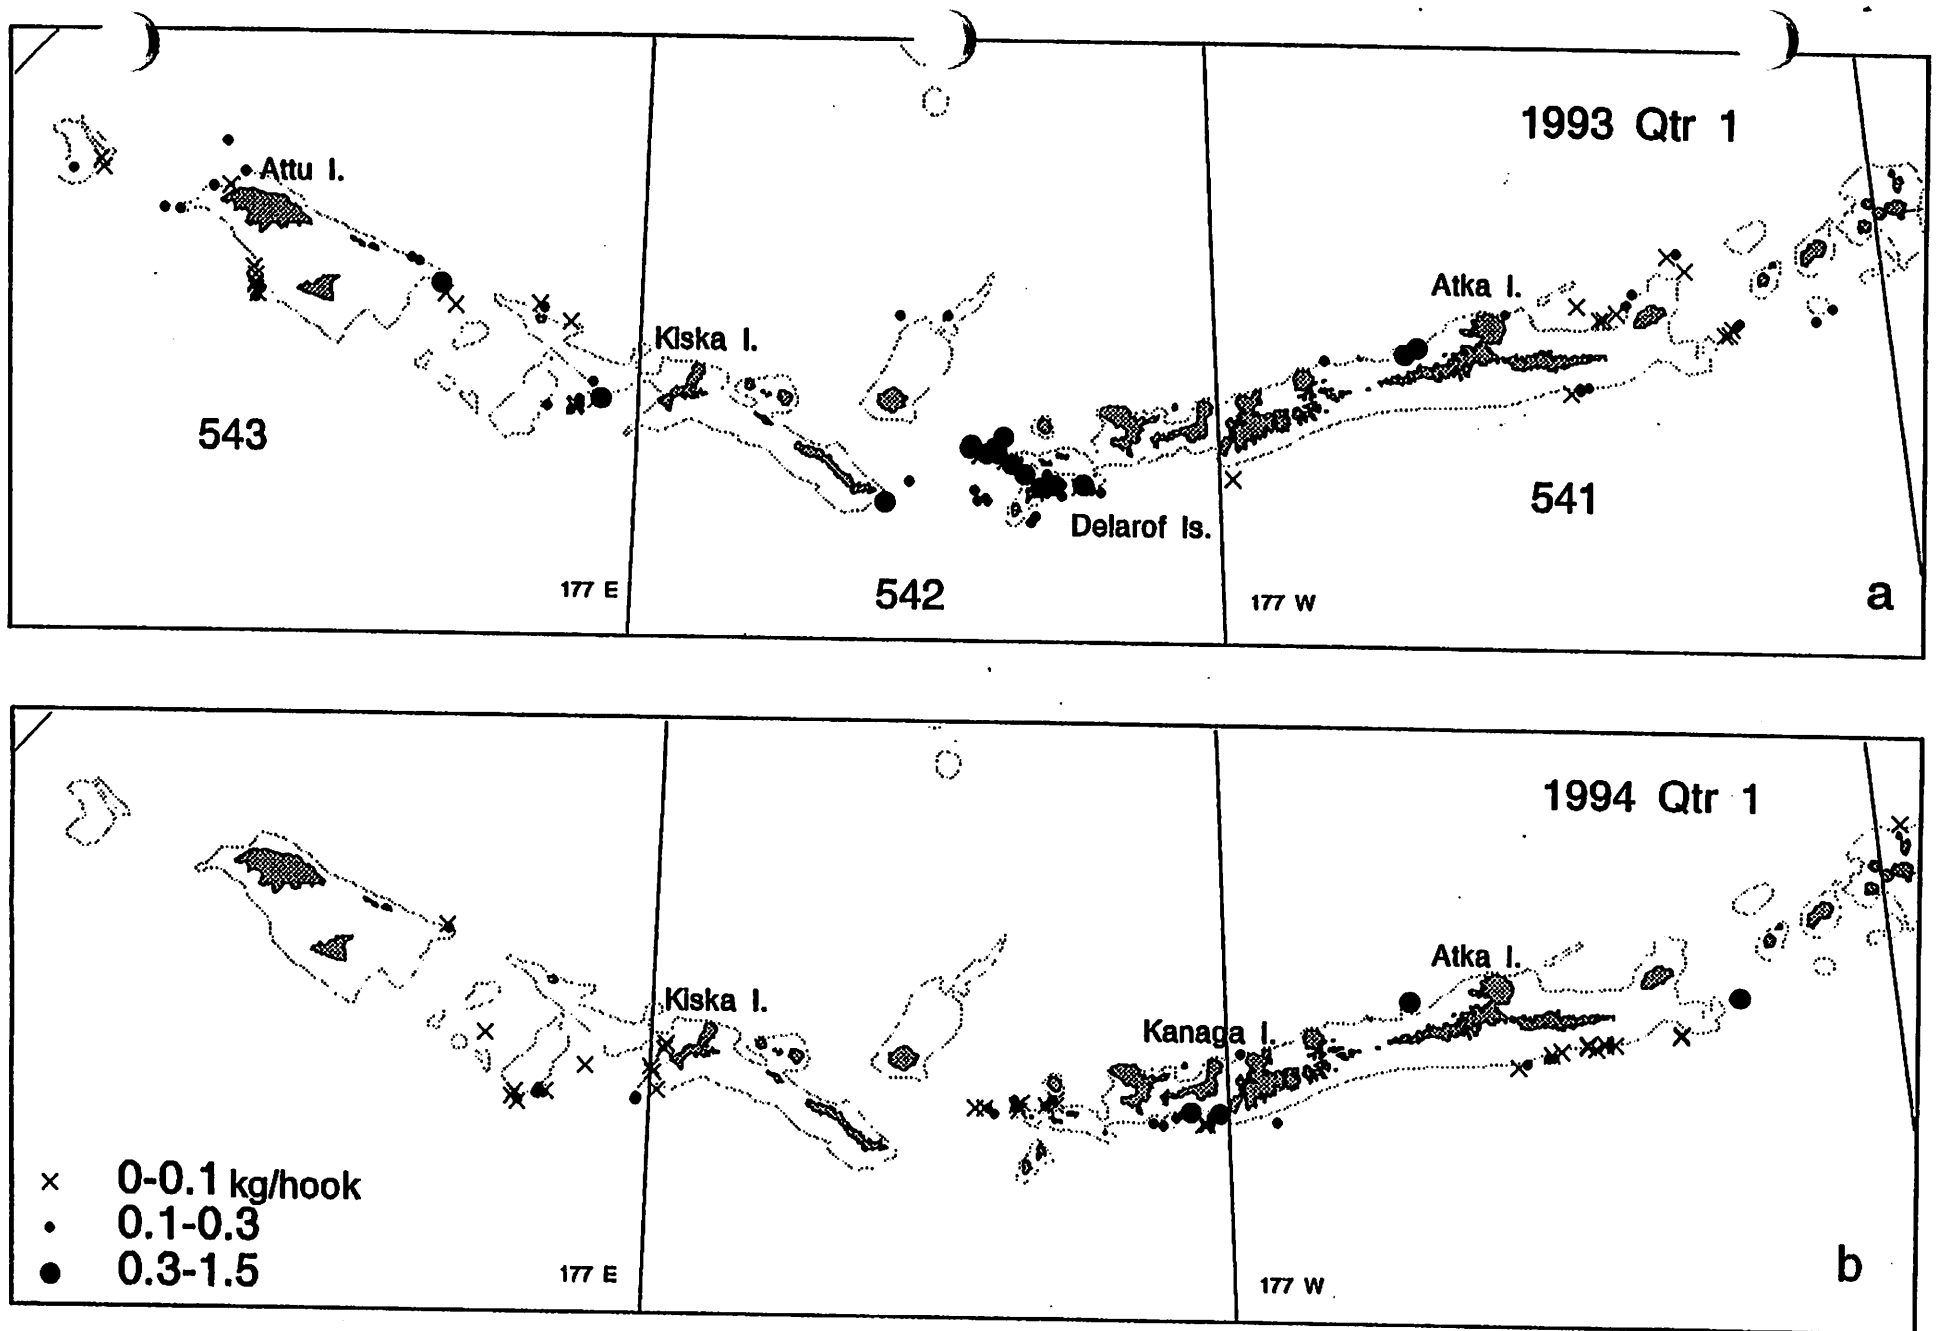 1993 Qtr 1
Attu I.
Atka I.
Kiska I.
543
541
Delarof Is.
177 E
542
177 W
a
1994 Qtr 1
Atka I.
Kiska I.
Kanaga I.
0-0.1 kg/hook
0.1-0.3
0.3-1.5
177 E
177 W
b